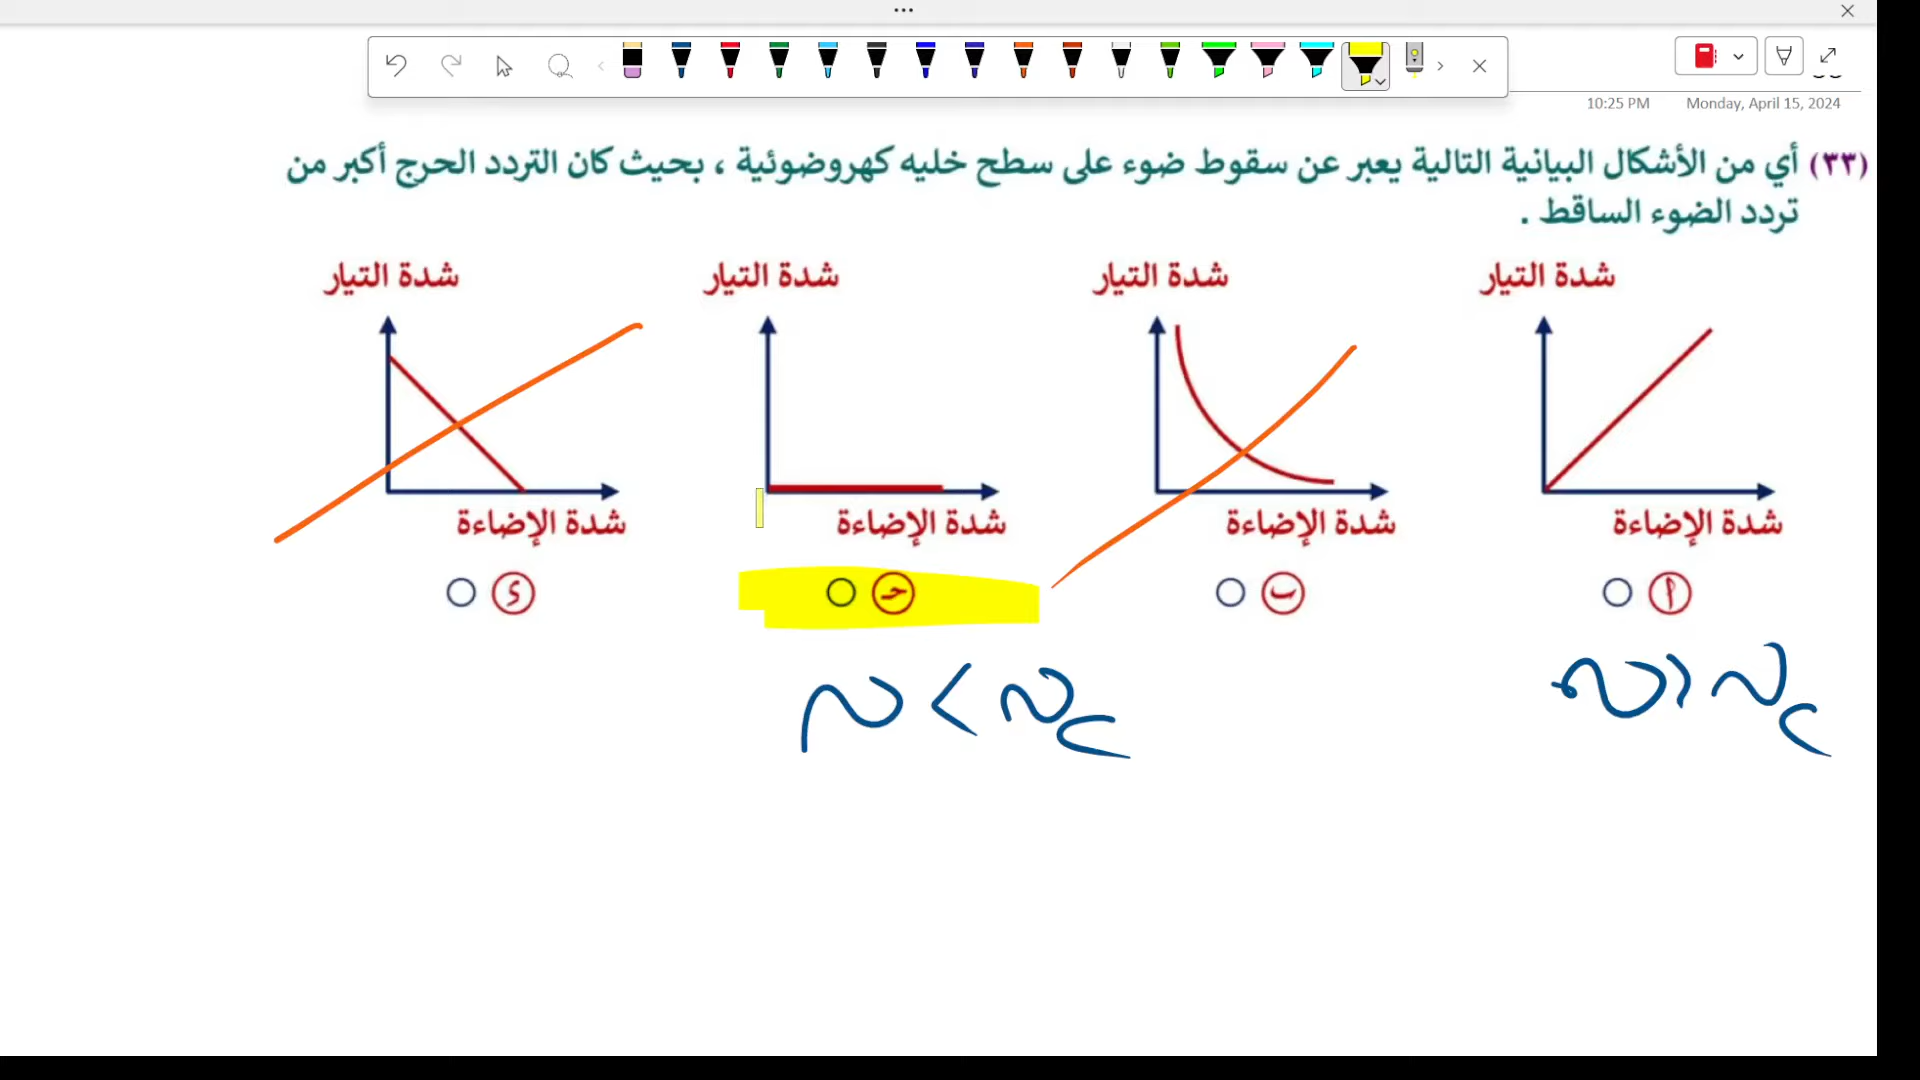 10:25 PM Monday, April 15, 2024
(٣٣) أي من الأشكال البيانية التالية يعبر عن سقوط ضوء على سطح خليه كهروضوئية ، بحيث كان التردد الحرج أكبر من
تردد الضوء الساقط .
شدة التيار
شدة الإضاءة
أ
شدة التيار
شدة الإضاءة
ب
شدة التيار
شدة الإضاءة
جـ
شدة التيار
شدة الإضاءة
ء
ν > νc
ν < νc